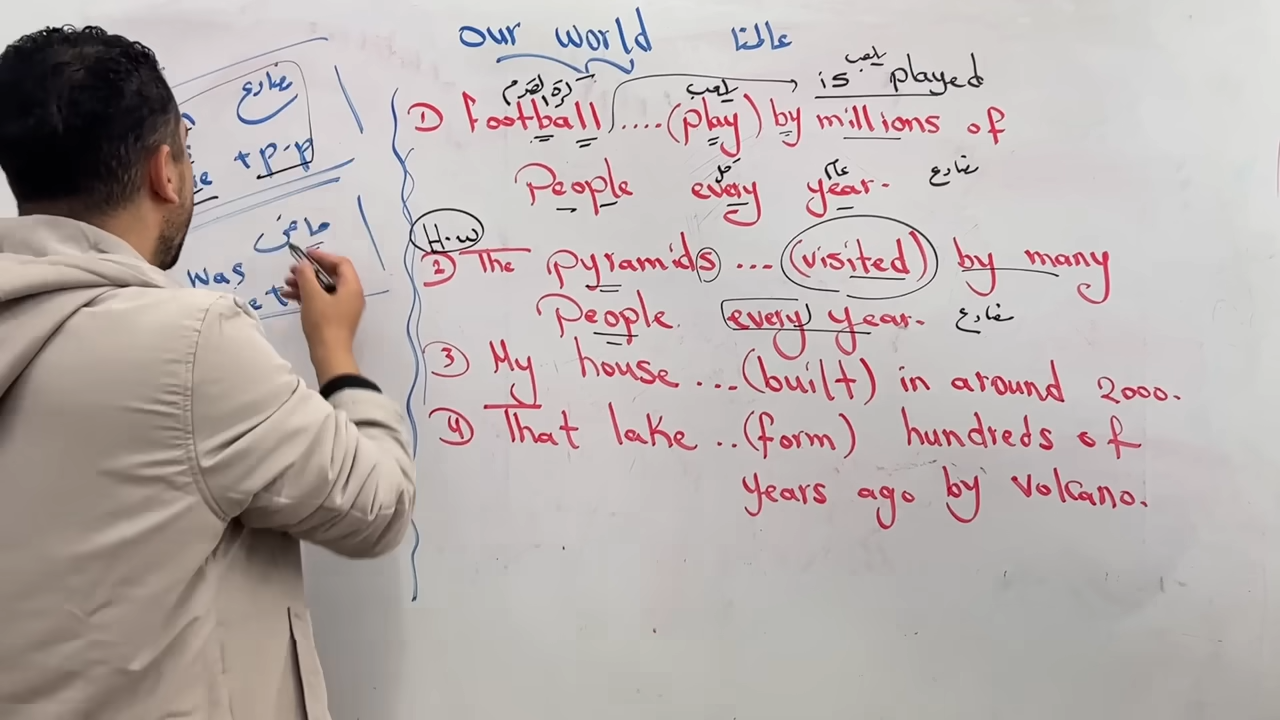 our world عالمنا
يلعب
is played
كرة القدم يلعب
① football .... (play) by millions of
كل عام مضارع
People every year.
H.w
② The pyramids ... (visited) by many
People every year. مضارع
③ My house ... (built) in around 2000.
④ That lake .. (form) hundreds of
years ago by volcano.
مضارع
+ p.p
ماضى
was